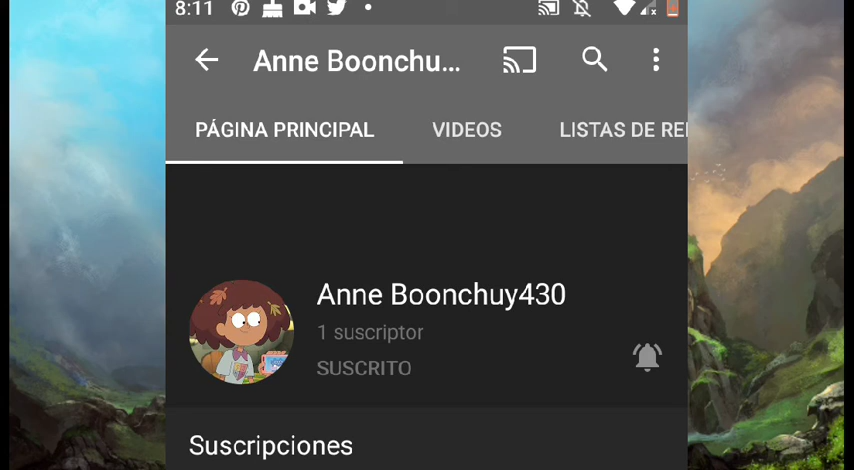 8:11
Anne Boonchu...
PÁGINA PRINCIPAL VIDEOS LISTAS DE RE
Anne Boonchuy430
1 suscriptor
SUSCRITO
Suscripciones